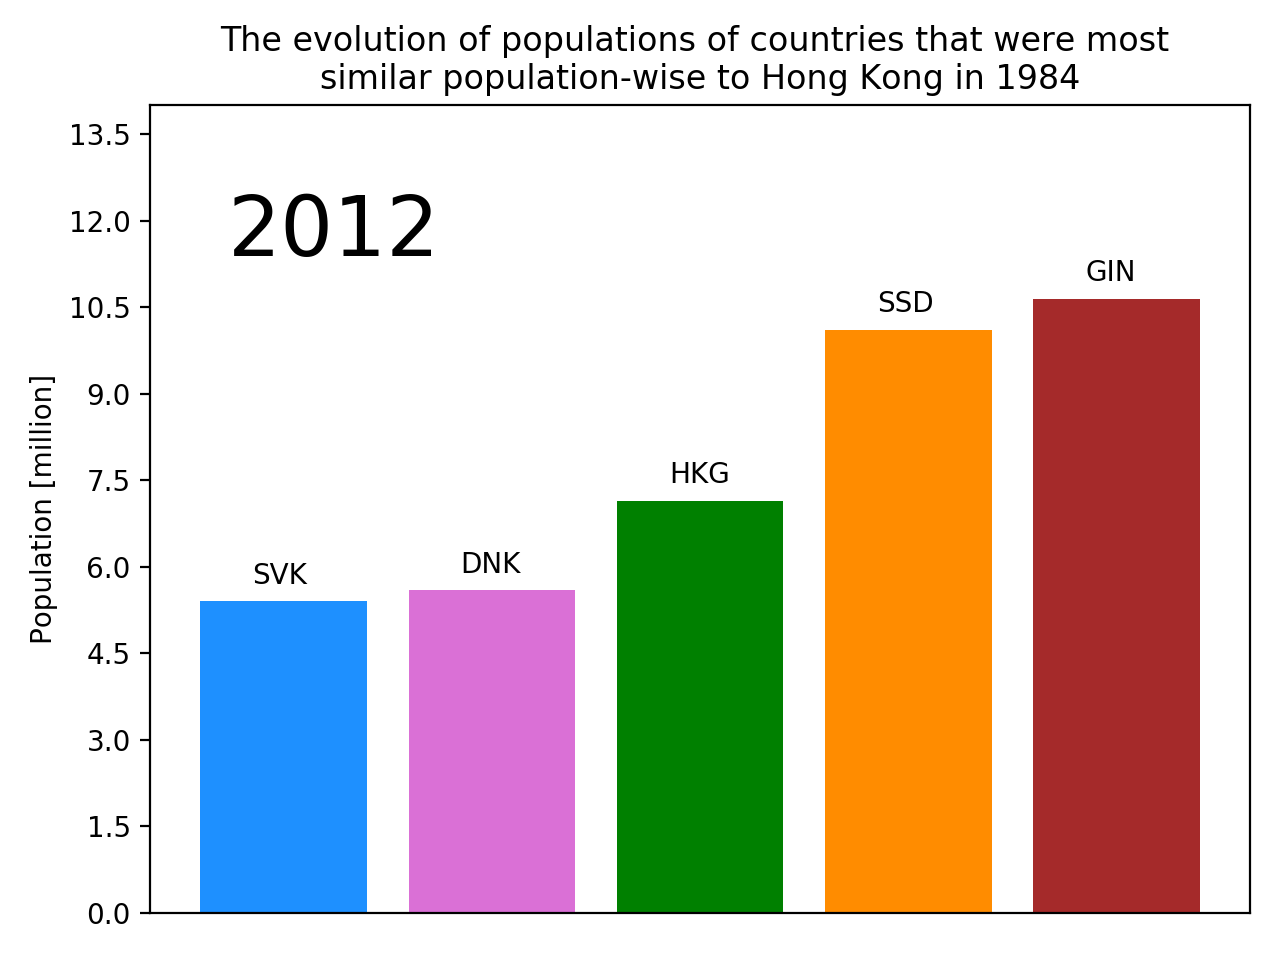 The evolution of populations of countries that were most
similar population-wise to Hong Kong in 1984
13.5
12.0
10.5
9.0
7.5
6.0
4.5
3.0
1.5
0.0
Population [million]
2012
SVK
DNK
HKG
SSD
GIN